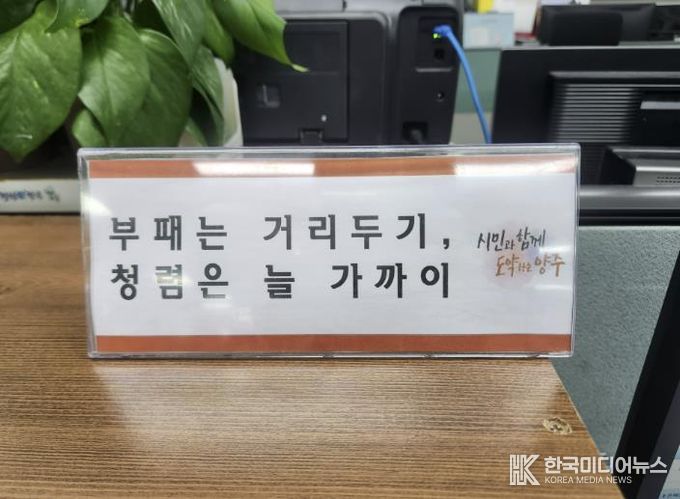 부패는 거리두기,
청렴은 늘 가까이
시민과 함께
도약하는 양주
한국미디어뉴스
KOREA MEDIA NEWS